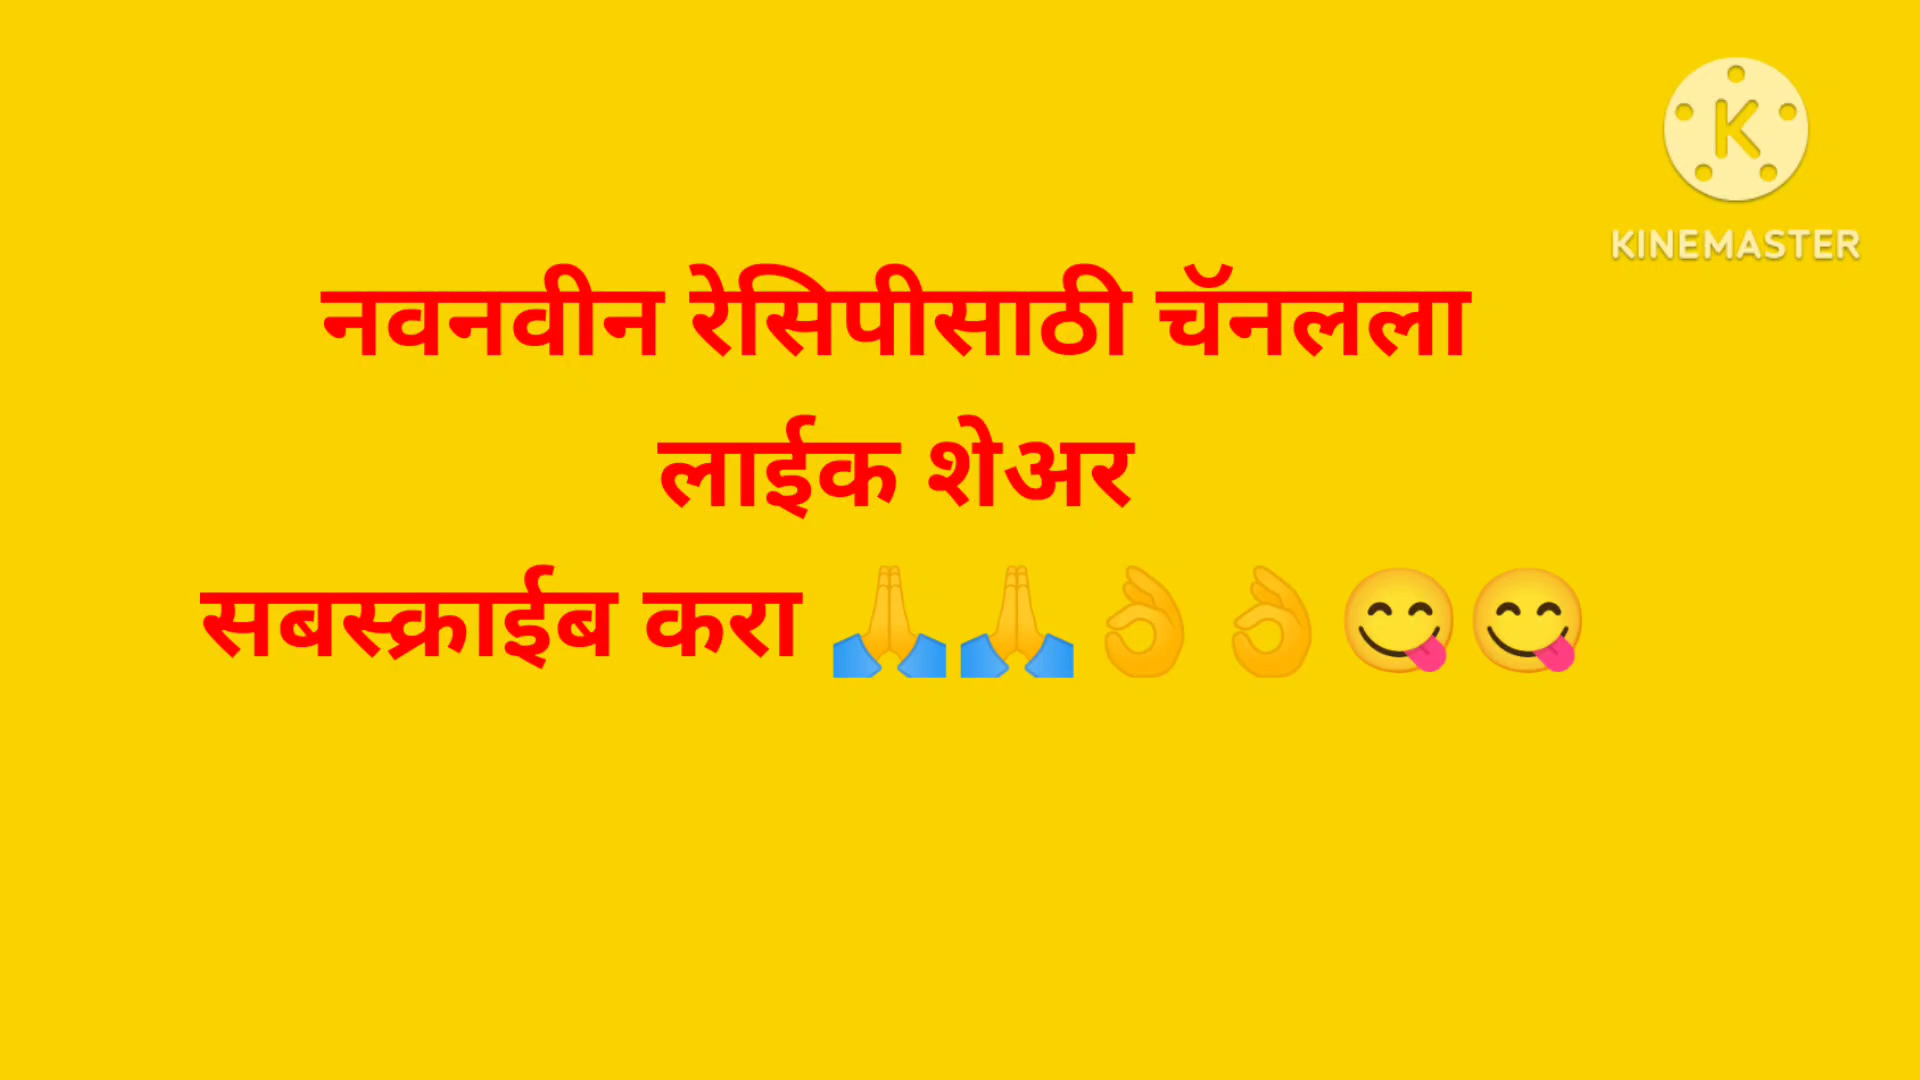 K
KINEMASTER
नवनवीन रेसिपीसाठी चॅनलला
लाईक शेअर
सबस्क्राईब करा 🙏🙏👌👌😋😋